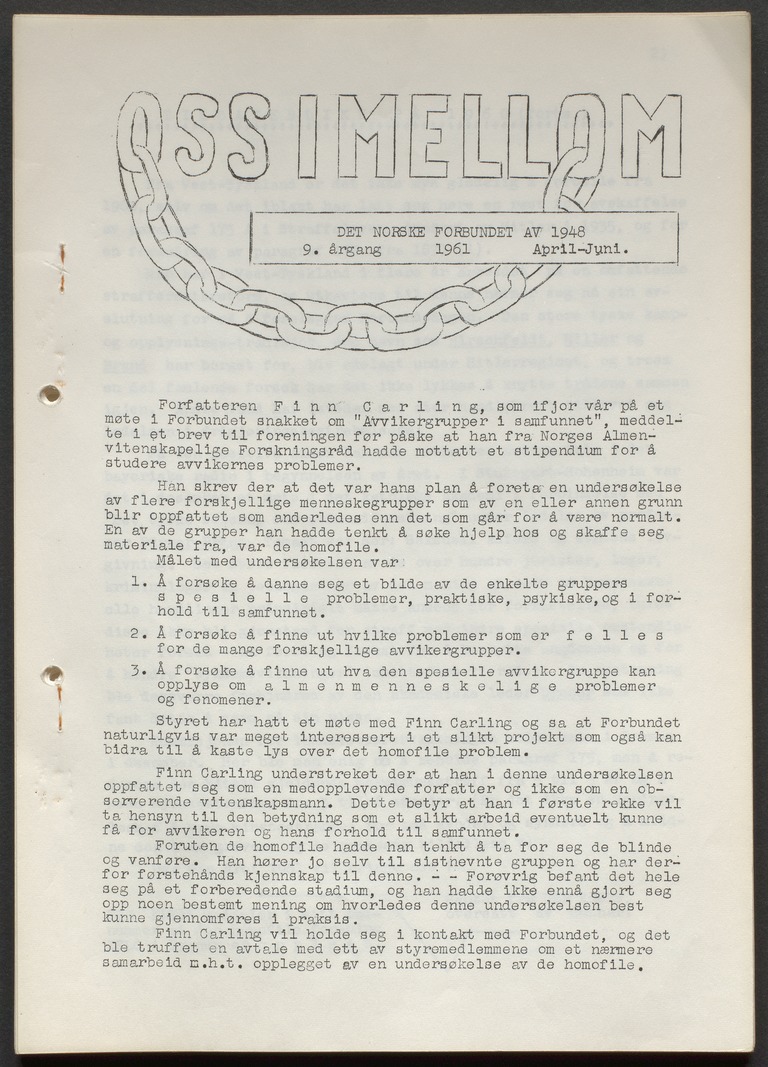 OSS IMELLOM
DET NORSKE FORBUNDET AV 1948
9. årgang 1961 April-Juni.
Forfatteren F i n n C a r l i n g, som ifjor vår på et
møte i Forbundet snakket om "Avvikergrupper i samfunnet", meddel-
te i et brev til foreningen før påske at han fra Norges Almen-
vitenskapelige Forskningsråd hadde mottatt et stipendium for å
studere avvikernes problemer.
Han skrev der at det var hans plan å foreta en undersøkelse
av flere forskjellige menneskegrupper som av en eller annen grunn
blir oppfattet som anderledes enn det som går for å være normalt.
En av de grupper han hadde tenkt å søke hjelp hos og skaffe seg
materiale fra, var de homofile.
Målet med undersøkelsen var
1. Å forsøke å danne seg et bilde av de enkelte gruppers
s p e s i e l l e problemer, praktiske, psykiske,og i for-
hold til samfunnet.
2. Å forsøke å finne ut hvilke problemer som er f e l l e s
for de mange forskjellige avvikergrupper.
3. Å forsøke å finne ut hva den spesielle avvikergruppe kan
opplyse om a l m e n m e n n e s k e l i g e problemer
og fenomener.
Styret har hatt et møte med Finn Carling og sa at Forbundet
naturligvis var meget interessert i et slikt projekt som også kan
bidra til å kaste lys over det homofile problem.
Finn Carling understreket der at han i denne undersøkelsen
oppfattet seg som en medopplevende forfatter og ikke som en ob-
serverende vitenskapsmann. Dette betyr at han i første rekke vil
ta hensyn til den betydning som et slikt arbeid eventuelt kunne
få for avvikeren og hans forhold til samfunnet.
Foruten de homofile hadde han tenkt å ta for seg de blinde
og vanføre. Han hører jo selv til sistnevnte gruppen og har der-
for førstehånds kjennskap til denne. - - Forøvrig befant det hele
seg på et forberedende stadium, og han hadde ikke ennå gjort seg
opp noen bestemt mening om hvorledes denne undersøkelsen best
kunne gjennomføres i praksis.
Finn Carling vil holde seg i kontakt med Forbundet, og det
ble truffet en avtale med ett av styremedlemmene om et nærmere
samarbeid m.h.t. opplegget av en undersøkelse av de homofile.